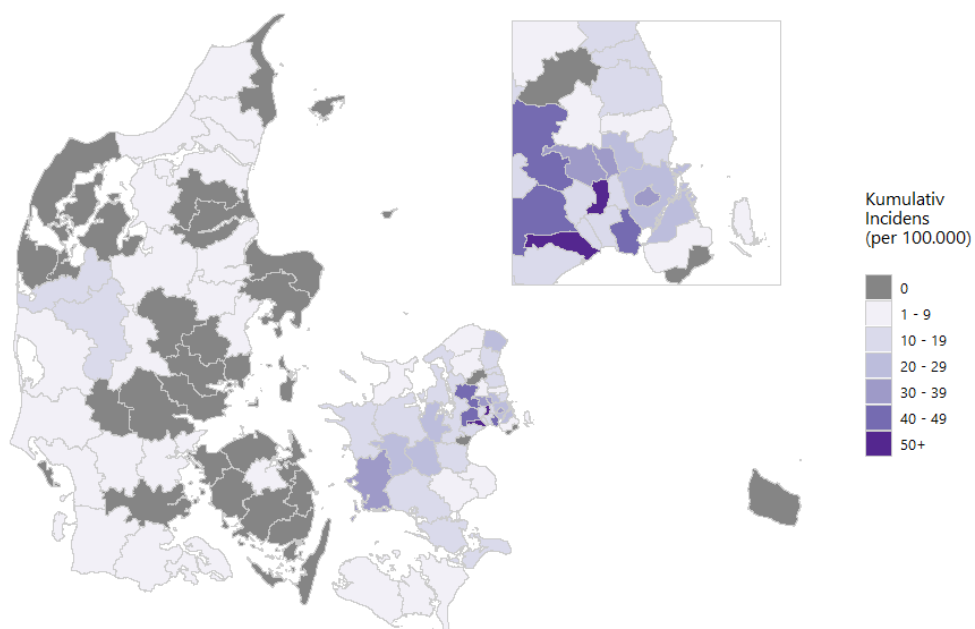 Kumulativ
Incidens
(per 100.000)
0
1 - 9
10 - 19
20 - 29
30 - 39
40 - 49
50+